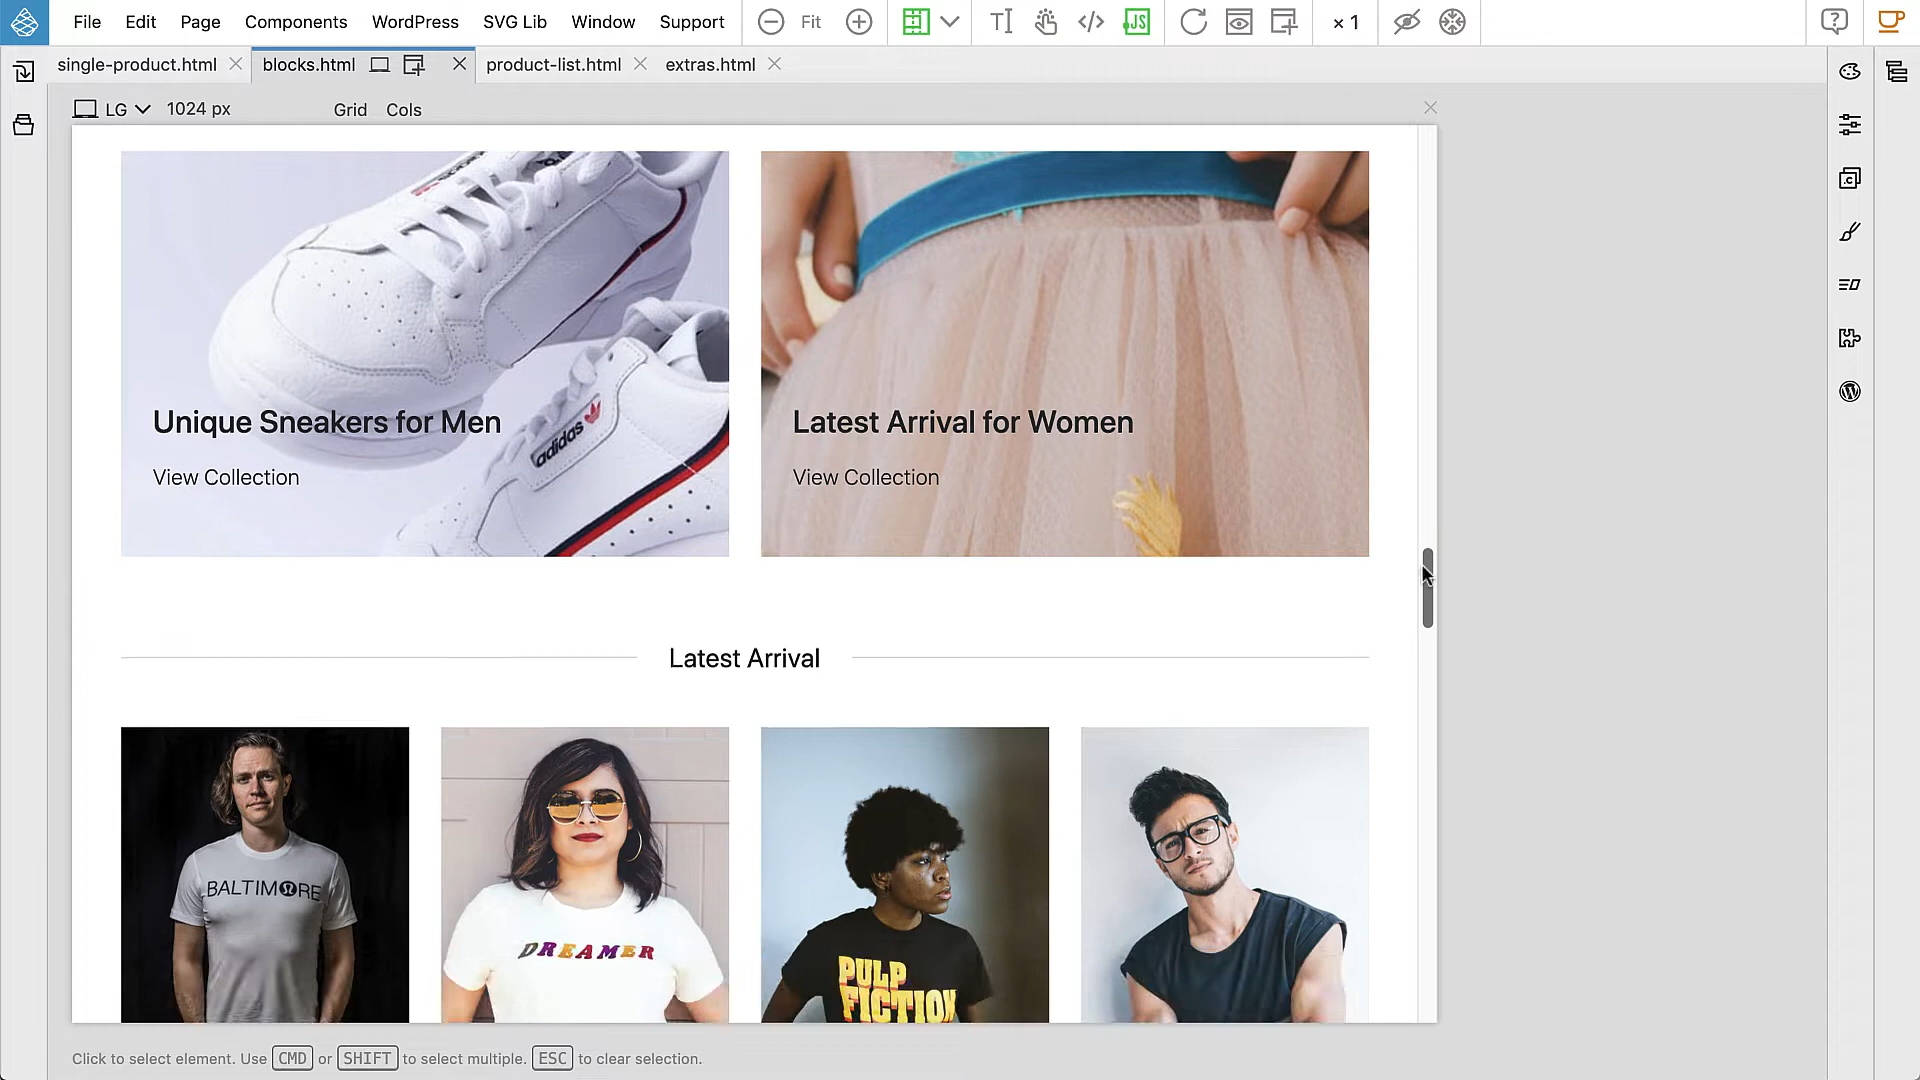 File Edit Page Components WordPress SVG Lib Window Support Fit JS × 1
single-product.html blocks.html product-list.html extras.html
LG 1024 px Grid Cols
adidas
Unique Sneakers for Men
View Collection
Latest Arrival for Women
View Collection
Latest Arrival
BALTIMORE
DREAMER
PULP
FICTION
Click to select element. Use CMD or SHIFT to select multiple. ESC to clear selection.